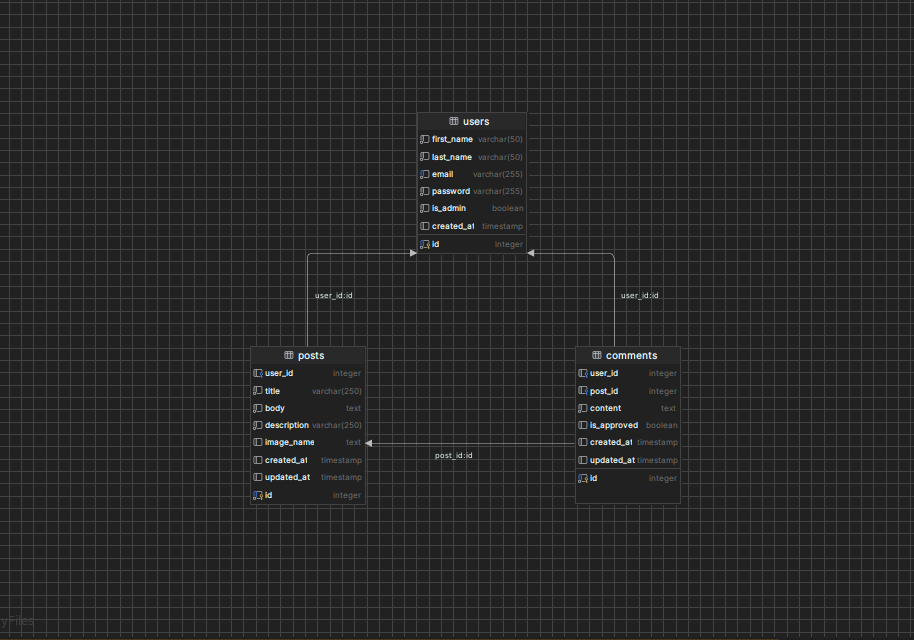 users
first_name varchar(50)
last_name varchar(50)
email varchar(255)
password varchar(255)
is_admin boolean
created_at timestamp
id integer
user_id:id
user_id:id
posts
user_id integer
title varchar(250)
body text
description varchar(250)
image_name text
created_at timestamp
updated_at timestamp
id integer
post_id:id
comments
user_id integer
post_id integer
content text
is_approved boolean
created_at timestamp
updated_at timestamp
id integer
yFiles